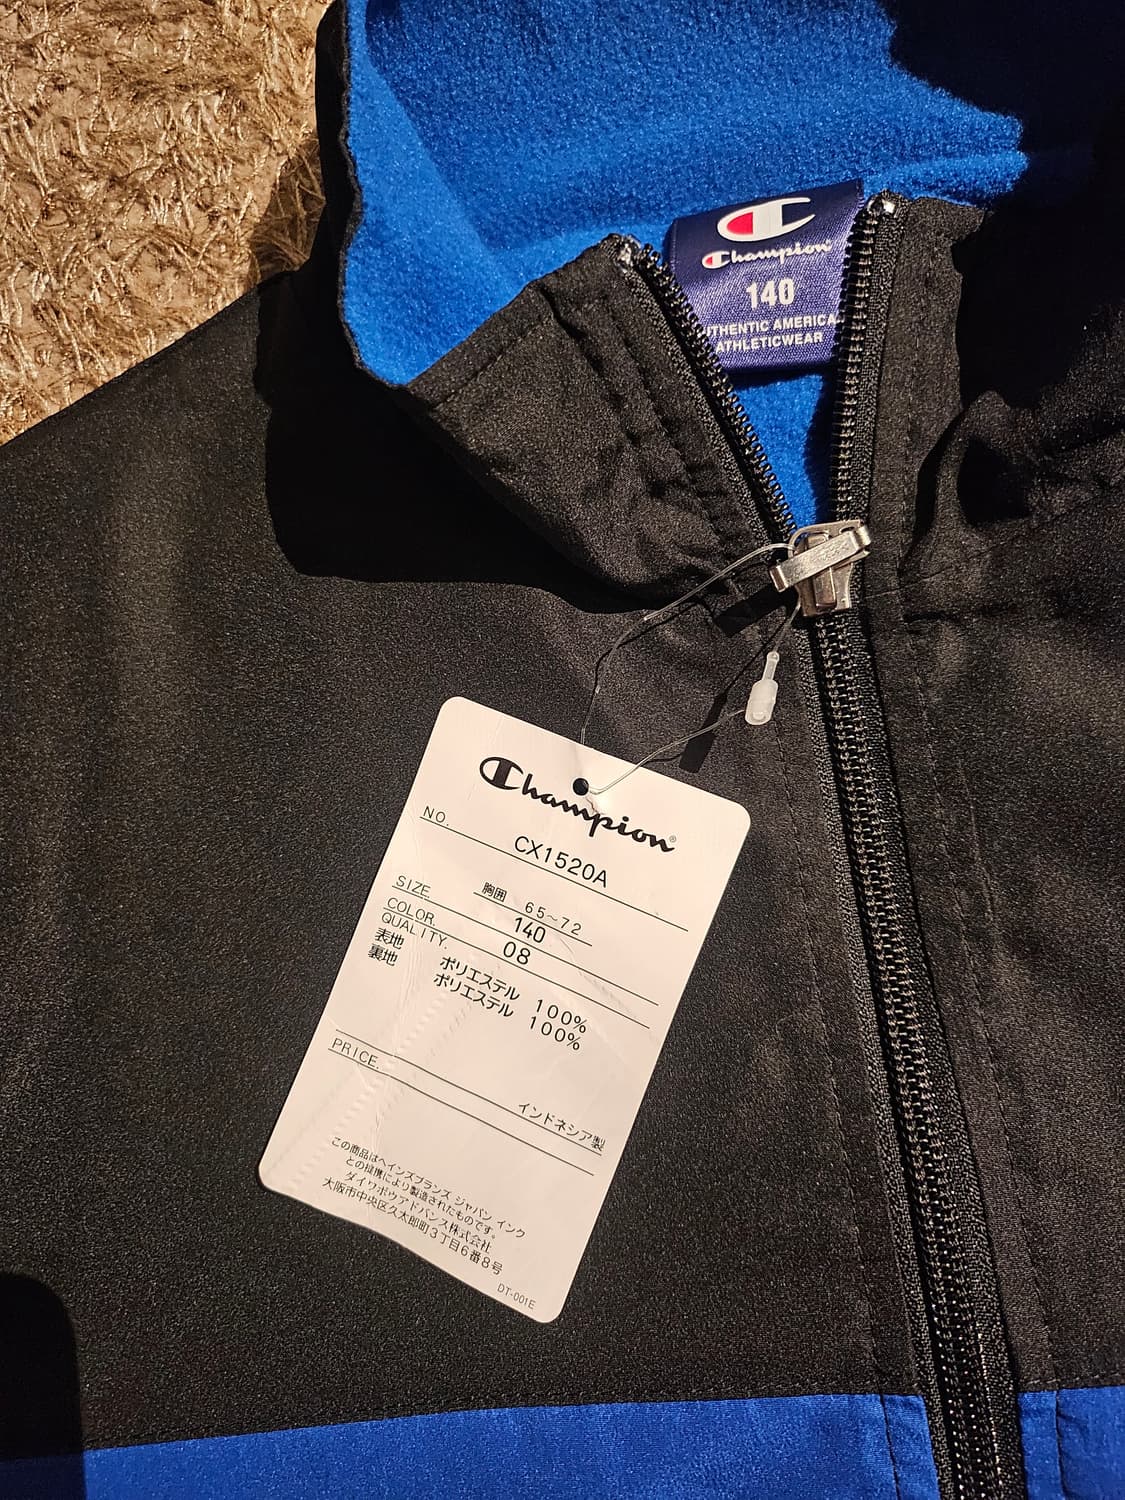 Champion
140
UTHENTIC AMERICA
ATHLETICWEAR
Champion®
NO. CX1520A
胸囲 65~72
SIZE. 140
COLOR. 08
QUALITY.
表地 ポリエステル 100%
裏地 ポリエステル 100%
PRICE.
インドネシア製
この商品はヘインズブランズ ジャパン インク
との提携により製造されたものです。
ダイワボウアドバンス株式会社
大阪市中央区久太郎町3丁目6番8号
DT-001E